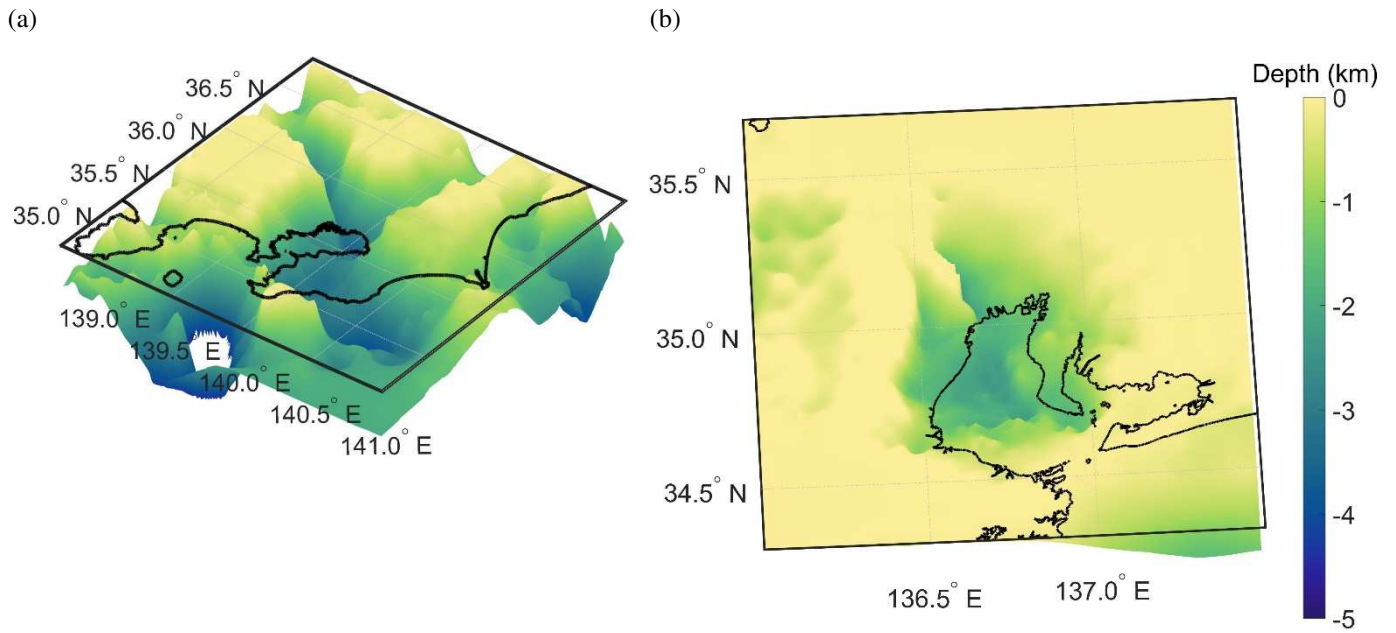 (a)
36.5° N
36.0° N
35.5° N
35.0° N
139.0° E
139.5° E
140.0° E
140.5° E
141.0° E
(b)
35.5° N
35.0° N
34.5° N
136.5° E
137.0° E
Depth (km)
0
-1
-2
-3
-4
-5